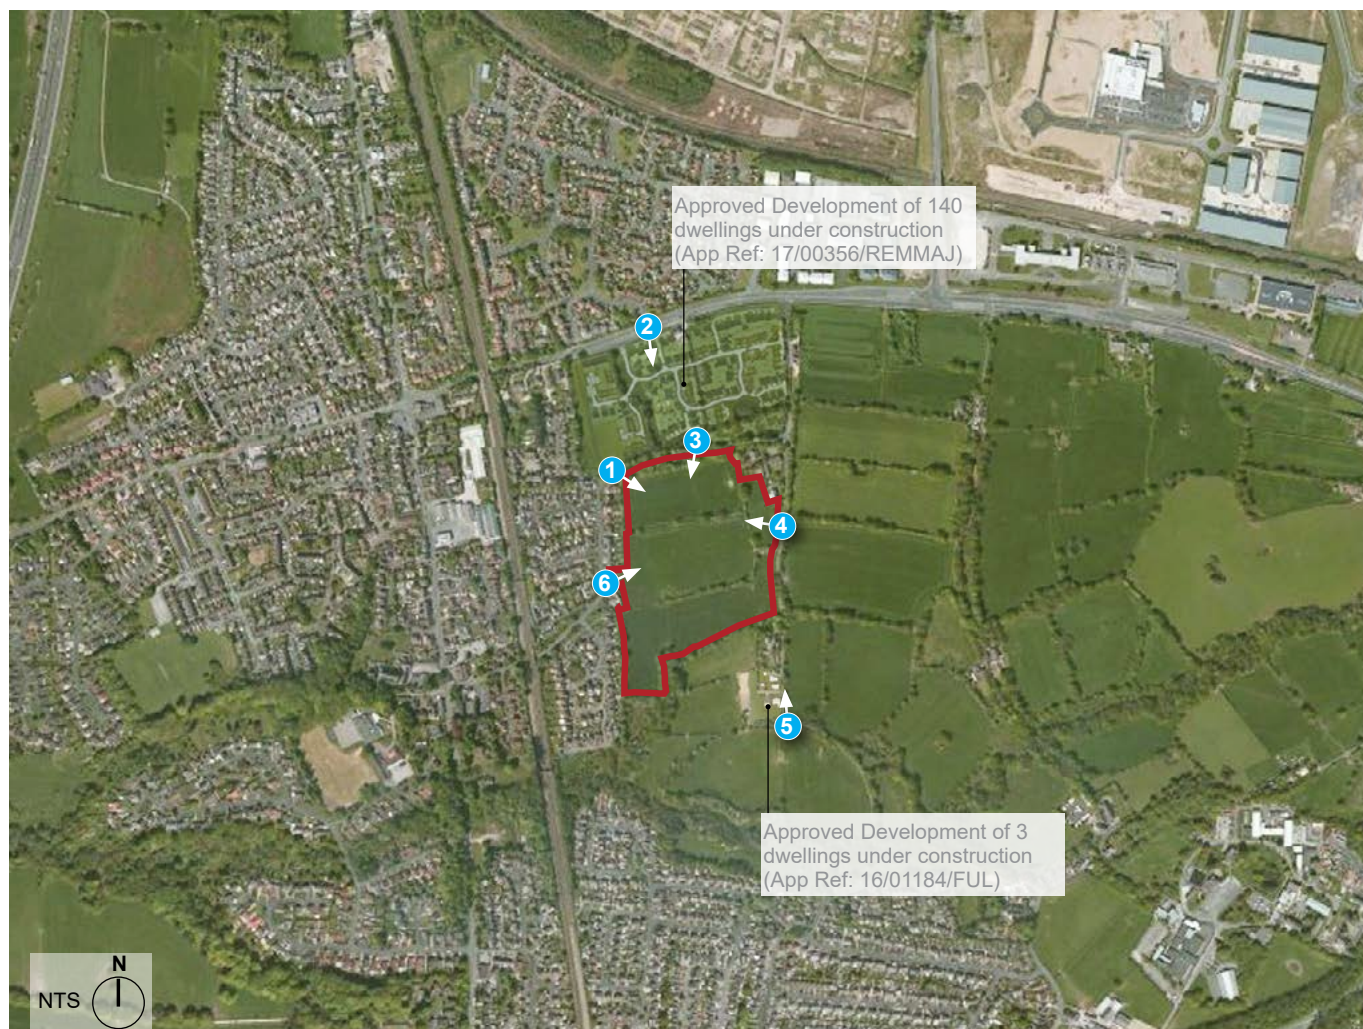 Approved Development of 140
dwellings under construction
(App Ref: 17/00356/REMMAJ)
2
3
1
4
6
5
Approved Development of 3
dwellings under construction
(App Ref: 16/01184/FUL)
N
NTS